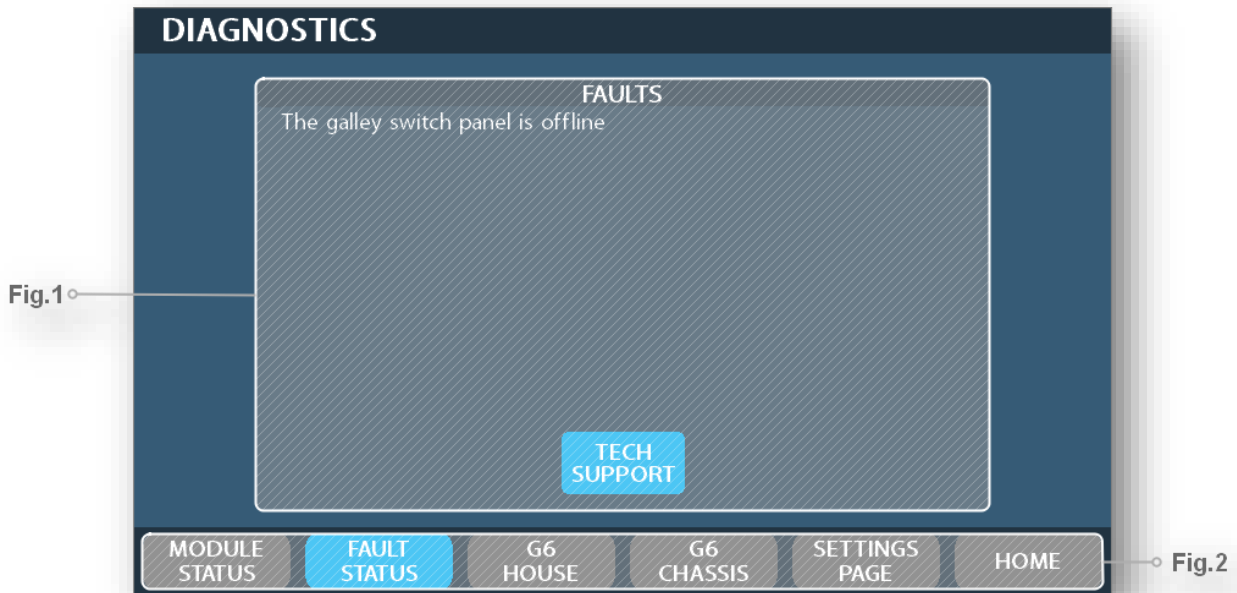 DIAGNOSTICS
FAULTS
The galley switch panel is offline
Fig.1
TECH
SUPPORT
MODULE
STATUS
FAULT
STATUS
G6
HOUSE
G6
CHASSIS
SETTINGS
PAGE
HOME
Fig.2